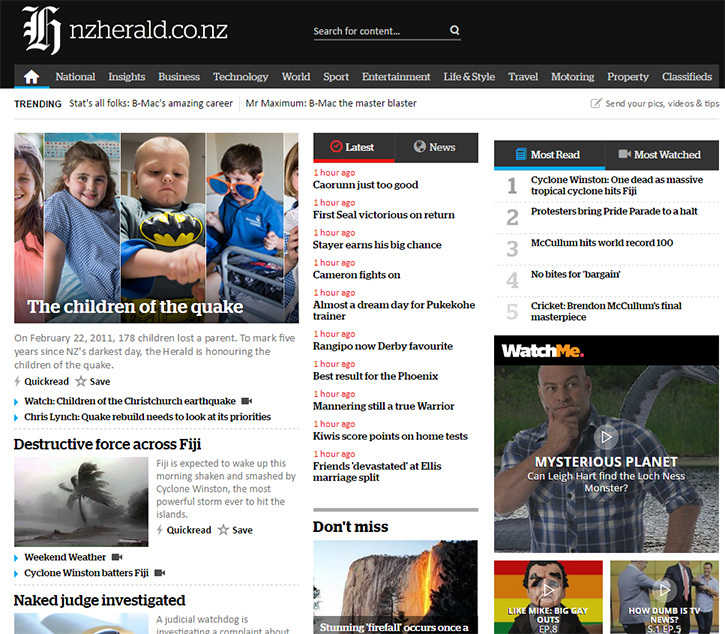 nzherald.co.nz
Search for content...
National Insights Business Technology World Sport Entertainment Life & Style Travel Motoring Property Classifieds
TRENDING Stat's all folks: B-Mac's amazing career Mr Maximum: B-Mac the master blaster Send your pics, videos & tips
The children of the quake
On February 22, 2011, 178 children lost a parent. To mark five
years since NZ's darkest day, the Herald is honouring the
children of the quake.
Quickread Save
Watch: Children of the Christchurch earthquake
Chris Lynch: Quake rebuild needs to look at its priorities
Destructive force across Fiji
Fiji is expected to wake up this
morning shaken and smashed by
Cyclone Winston, the most
powerful storm ever to hit the
islands.
Quickread Save
Weekend Weather
Cyclone Winston batters Fiji
Naked judge investigated
A judicial watchdog is
investigating a complaint about
Latest News
1 hour ago
Caorunn just too good
1 hour ago
First Seal victorious on return
1 hour ago
Stayer earns his big chance
1 hour ago
Cameron fights on
1 hour ago
Almost a dream day for Pukekohe
trainer
1 hour ago
Rangipo now Derby favourite
1 hour ago
Best result for the Phoenix
1 hour ago
Mannering still a true Warrior
1 hour ago
Kiwis score points on home tests
1 hour ago
Friends 'devastated' at Ellis
marriage split
Don't miss
Stunning 'firefall' occurs once a
Most Read Most Watched
1 Cyclone Winston: One dead as massive
tropical cyclone hits Fiji
2 Protesters bring Pride Parade to a halt
3 McCullum hits world record 100
4 No bites for 'bargain'
5 Cricket: Brendon McCullum's final
masterpiece
WatchMe.
MYSTERIOUS PLANET
Can Leigh Hart find the Loch Ness
Monster?
LIKE MIKE: BIG GAY
OUTS
EP.8
HOW DUMB IS TV
NEWS?
S.1 EP.5